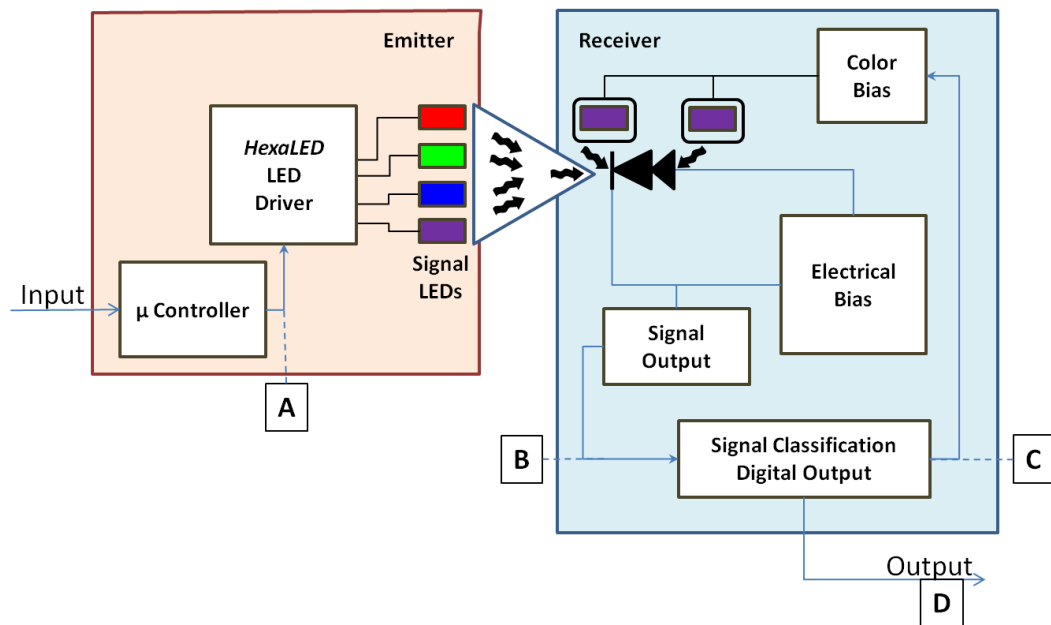 Emitter
Receiver
Color
Bias
HexaLED
LED
Driver
Signal
LEDs
Input
μ Controller
Electrical
Bias
Signal
Output
A
B
Signal Classification
Digital Output
C
Output
D